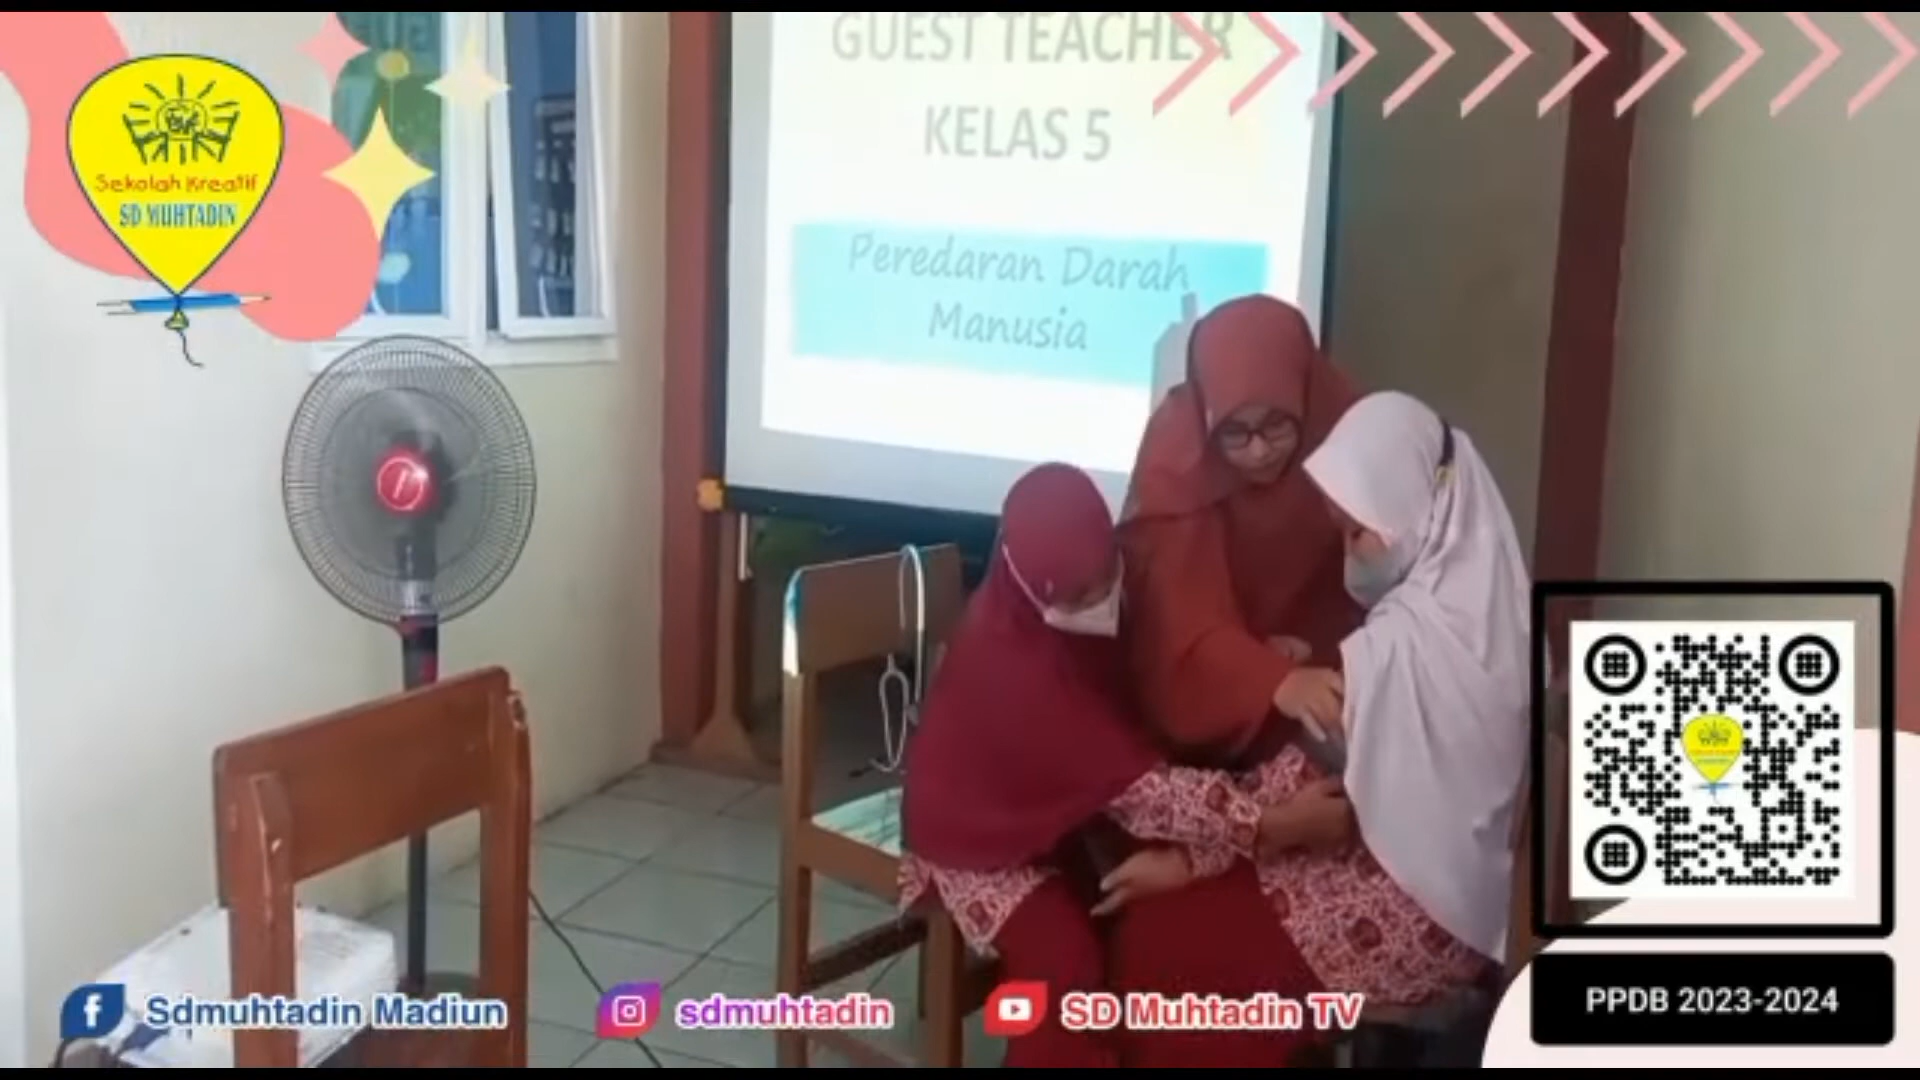 Sekolah Kreatif
SD MUHTADIN
GUEST TEACHER
KELAS 5
Peredaran Darah
Manusia
Sdmuhtadin Madiun
sdmuhtadin
SD Muhtadin TV
PPDB 2023-2024